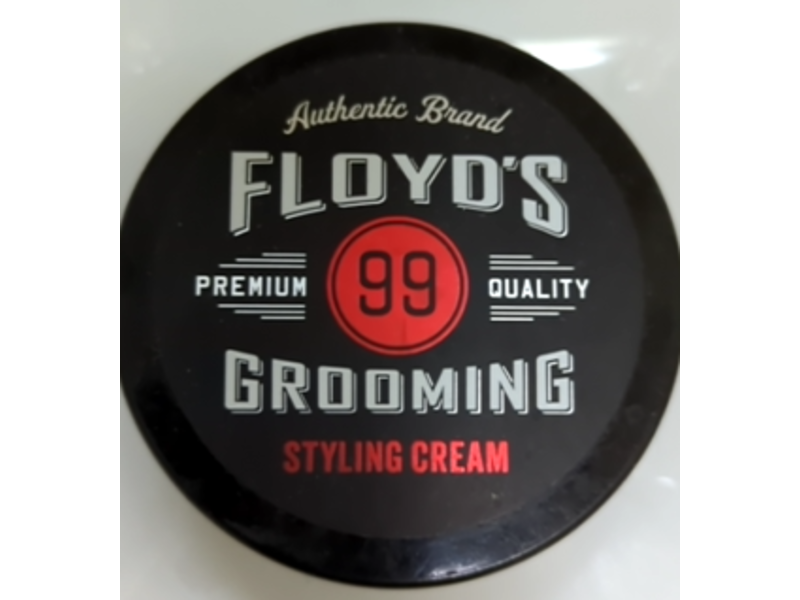 Authentic Brand
FLOYD'S
PREMIUM 99 QUALITY
GROOMING
STYLING CREAM